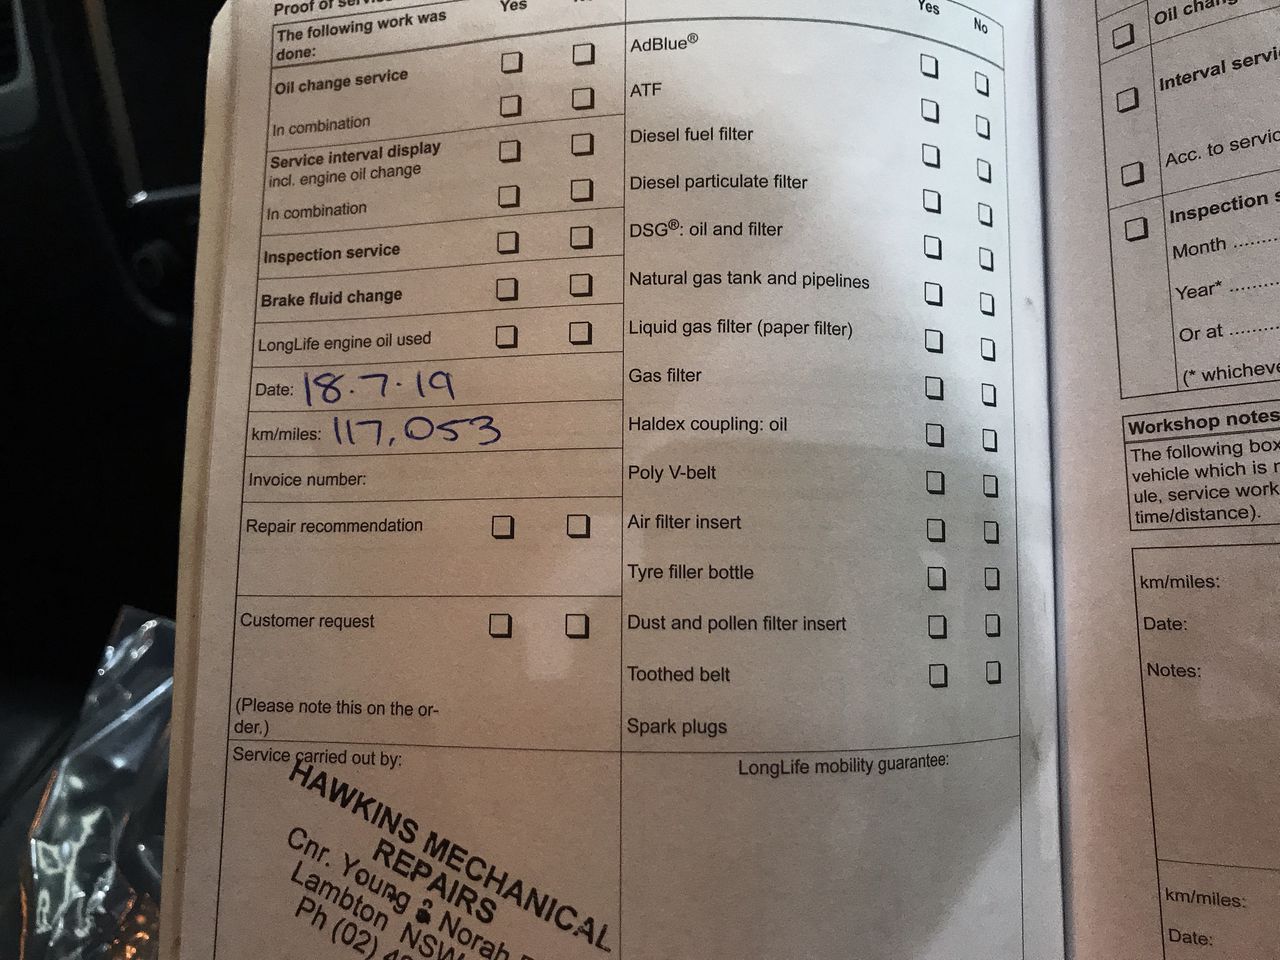 Proof of
Yes
The following work was
done:
Oil change service
In combination
Service interval display
incl. engine oil change
In combination
Inspection service
Brake fluid change
LongLife engine oil used
Date: 18.7.19
km/miles: 117,053
Invoice number:
Repair recommendation
Customer request
(Please note this on the or-
der.)
Service carried out by:
HAWKINS MECHANICAL
REPAIRS
Cnr. Young & Norah
Lambton NSW
Ph (02)
Yes No
AdBlue®
ATF
Diesel fuel filter
Diesel particulate filter
DSG®: oil and filter
Natural gas tank and pipelines
Liquid gas filter (paper filter)
Gas filter
Haldex coupling: oil
Poly V-belt
Air filter insert
Tyre filler bottle
Dust and pollen filter insert
Toothed belt
Spark plugs
LongLife mobility guarantee:
Oil
Interval
Acc. to
Inspection
Month ........
Year* ........
Or at ........
(* 
Workshop notes
The following
vehicle which is
ule, service work
time/distance).
km/miles:
Date:
Notes:
km/miles:
Date: